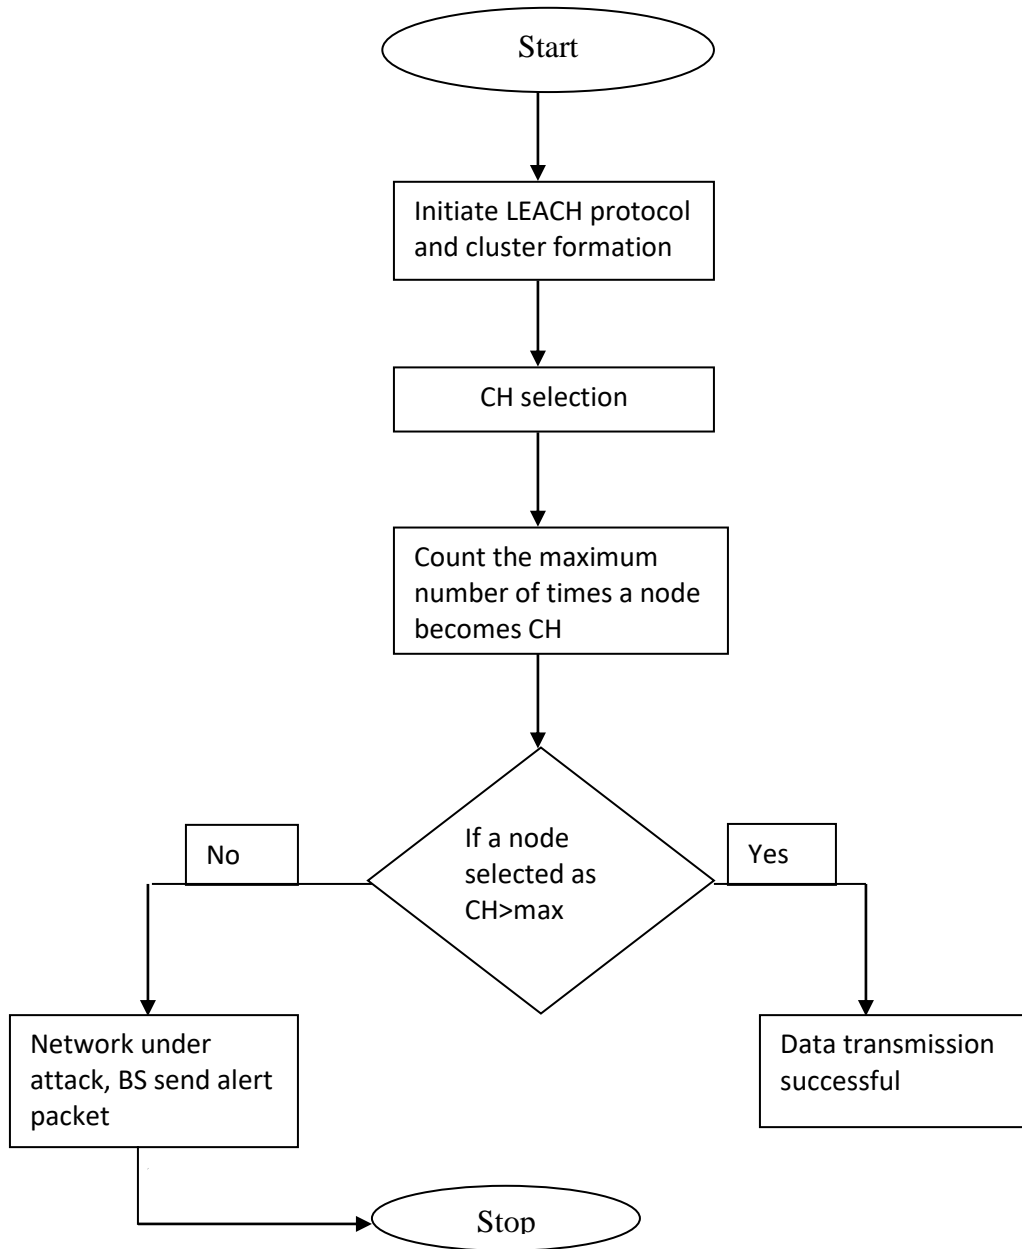 Start
Initiate LEACH protocol
and cluster formation
CH selection
Count the maximum
number of times a node
becomes CH
If a node
selected as
CH>max
No
Yes
Network under
attack, BS send alert
packet
Data transmission
successful
Stop